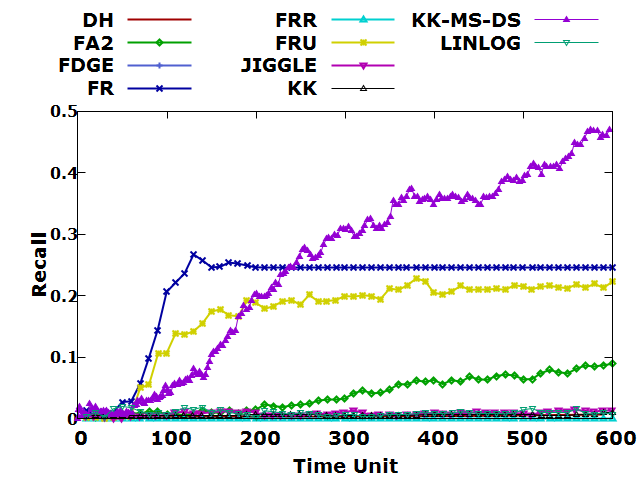 DH FRR KK-MS-DS
FA2 FRU LINLOG
FDGE JIGGLE
FR KK
0.5
0.4
0.3
0.2
0.1
0
0 100 200 300 400 500 600
Recall
Time Unit